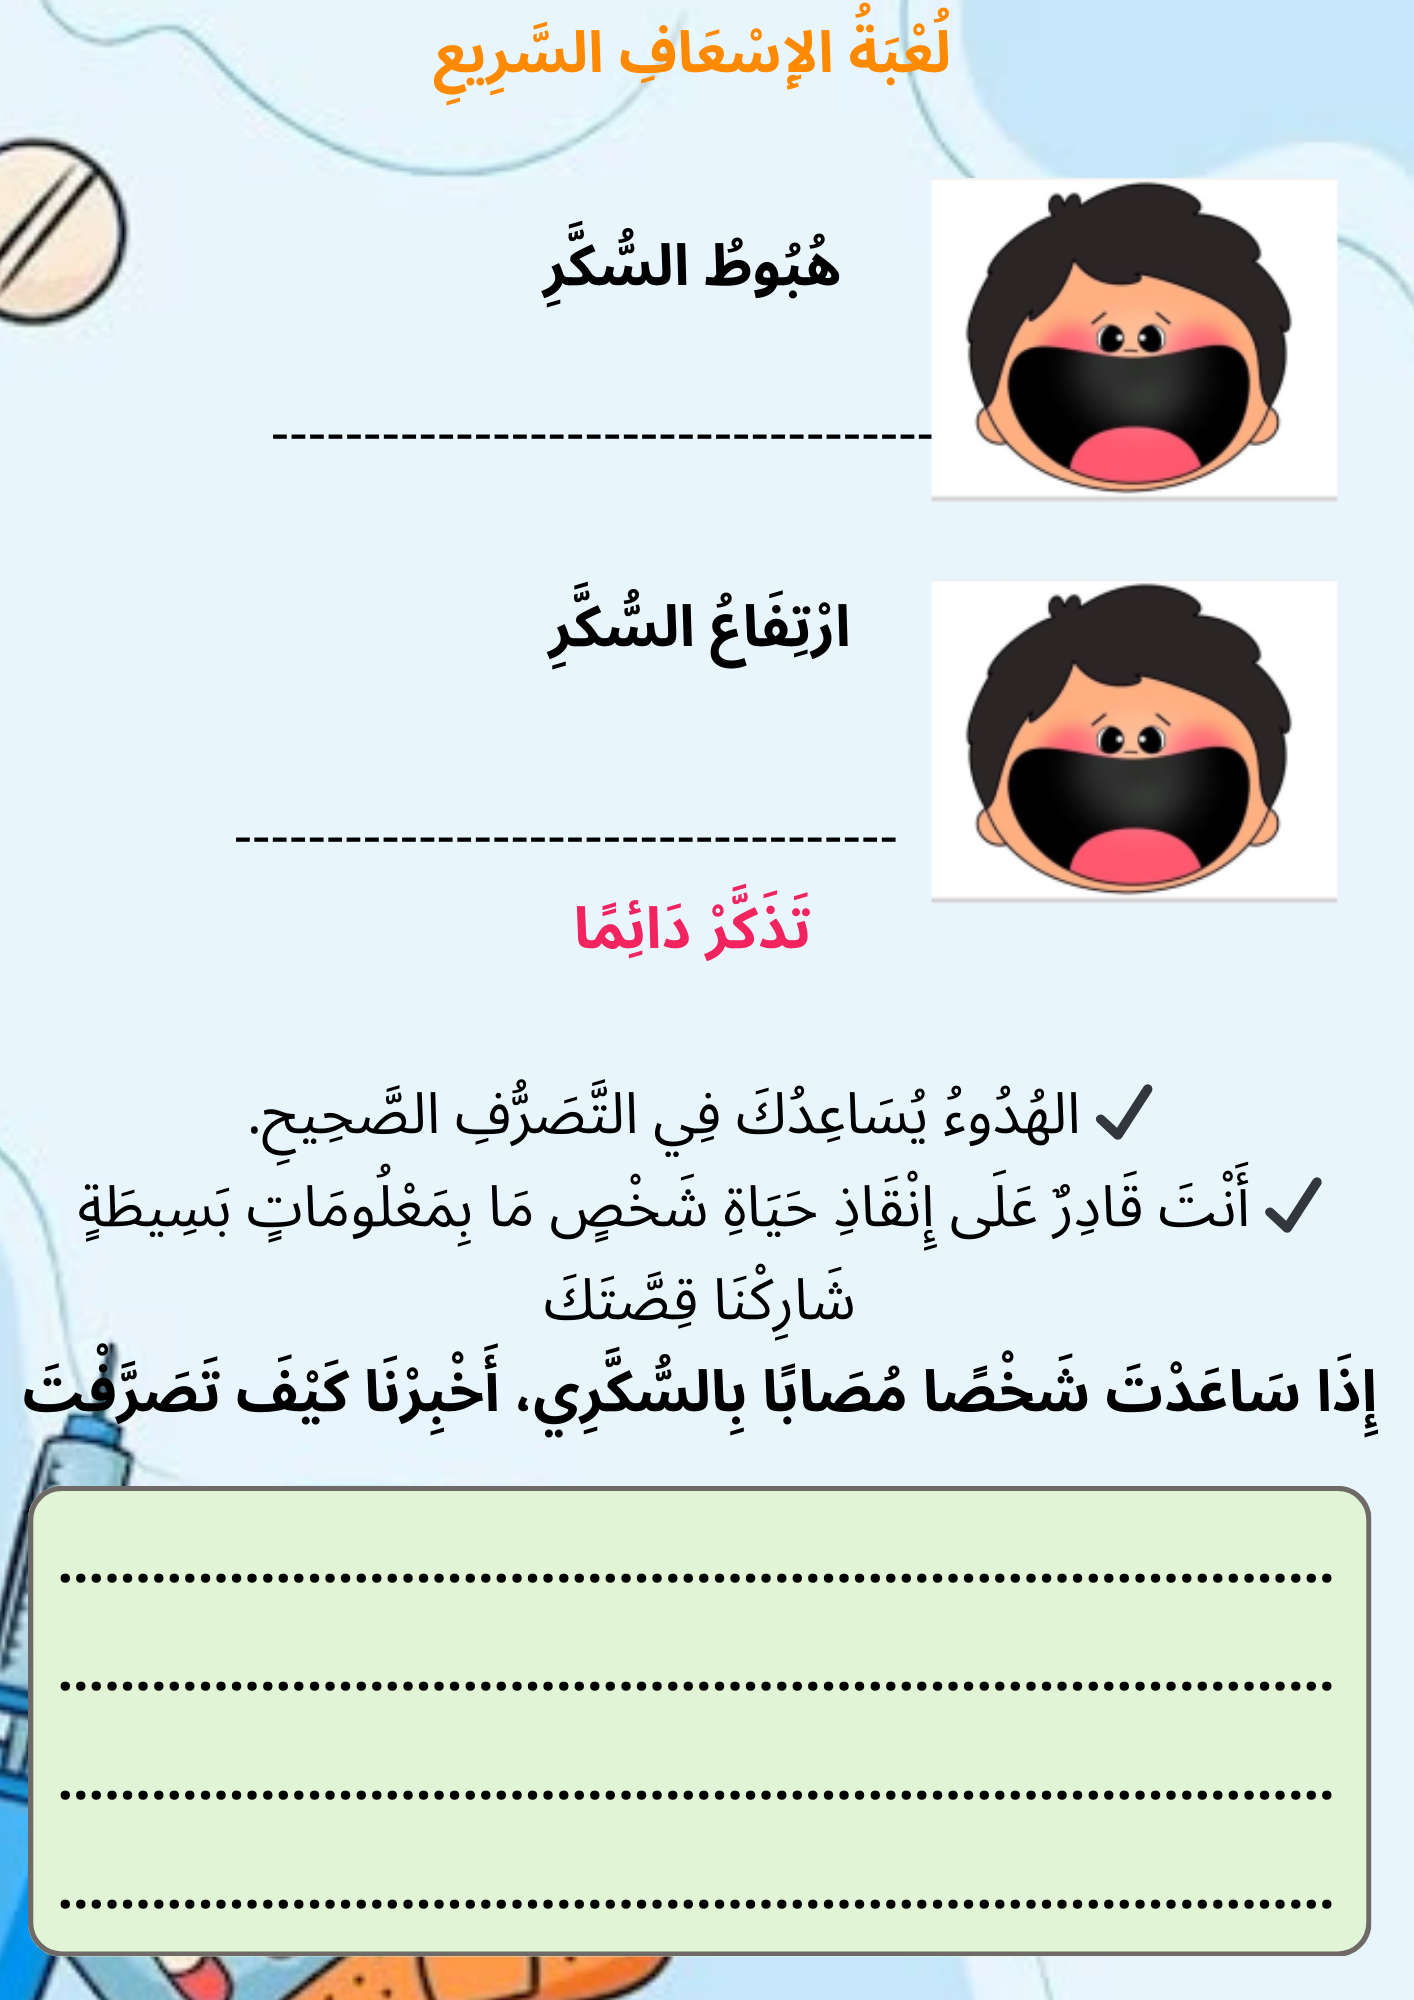 لُعْبَةُ الإِسْعَافِ السَّرِيعِ
هُبُوطُ السُّكَّرِ
------------------------------------
ارْتِفَاعُ السُّكَّرِ
------------------------------------
تَذَكَّرْ دَائِمًا
✔ الهُدُوءُ يُسَاعِدُكَ فِي التَّصَرُّفِ الصَّحِيحِ.
✔ أَنْتَ قَادِرٌ عَلَى إِنْقَاذِ حَيَاةِ شَخْصٍ مَا بِمَعْلُومَاتٍ بَسِيطَةٍ
شَارِكْنَا قِصَّتَكَ
إِذَا سَاعَدْتَ شَخْصًا مُصَابًا بِالسُّكَّرِي، أَخْبِرْنَا كَيْفَ تَصَرَّفْتَ
................................................................................
................................................................................
................................................................................
................................................................................